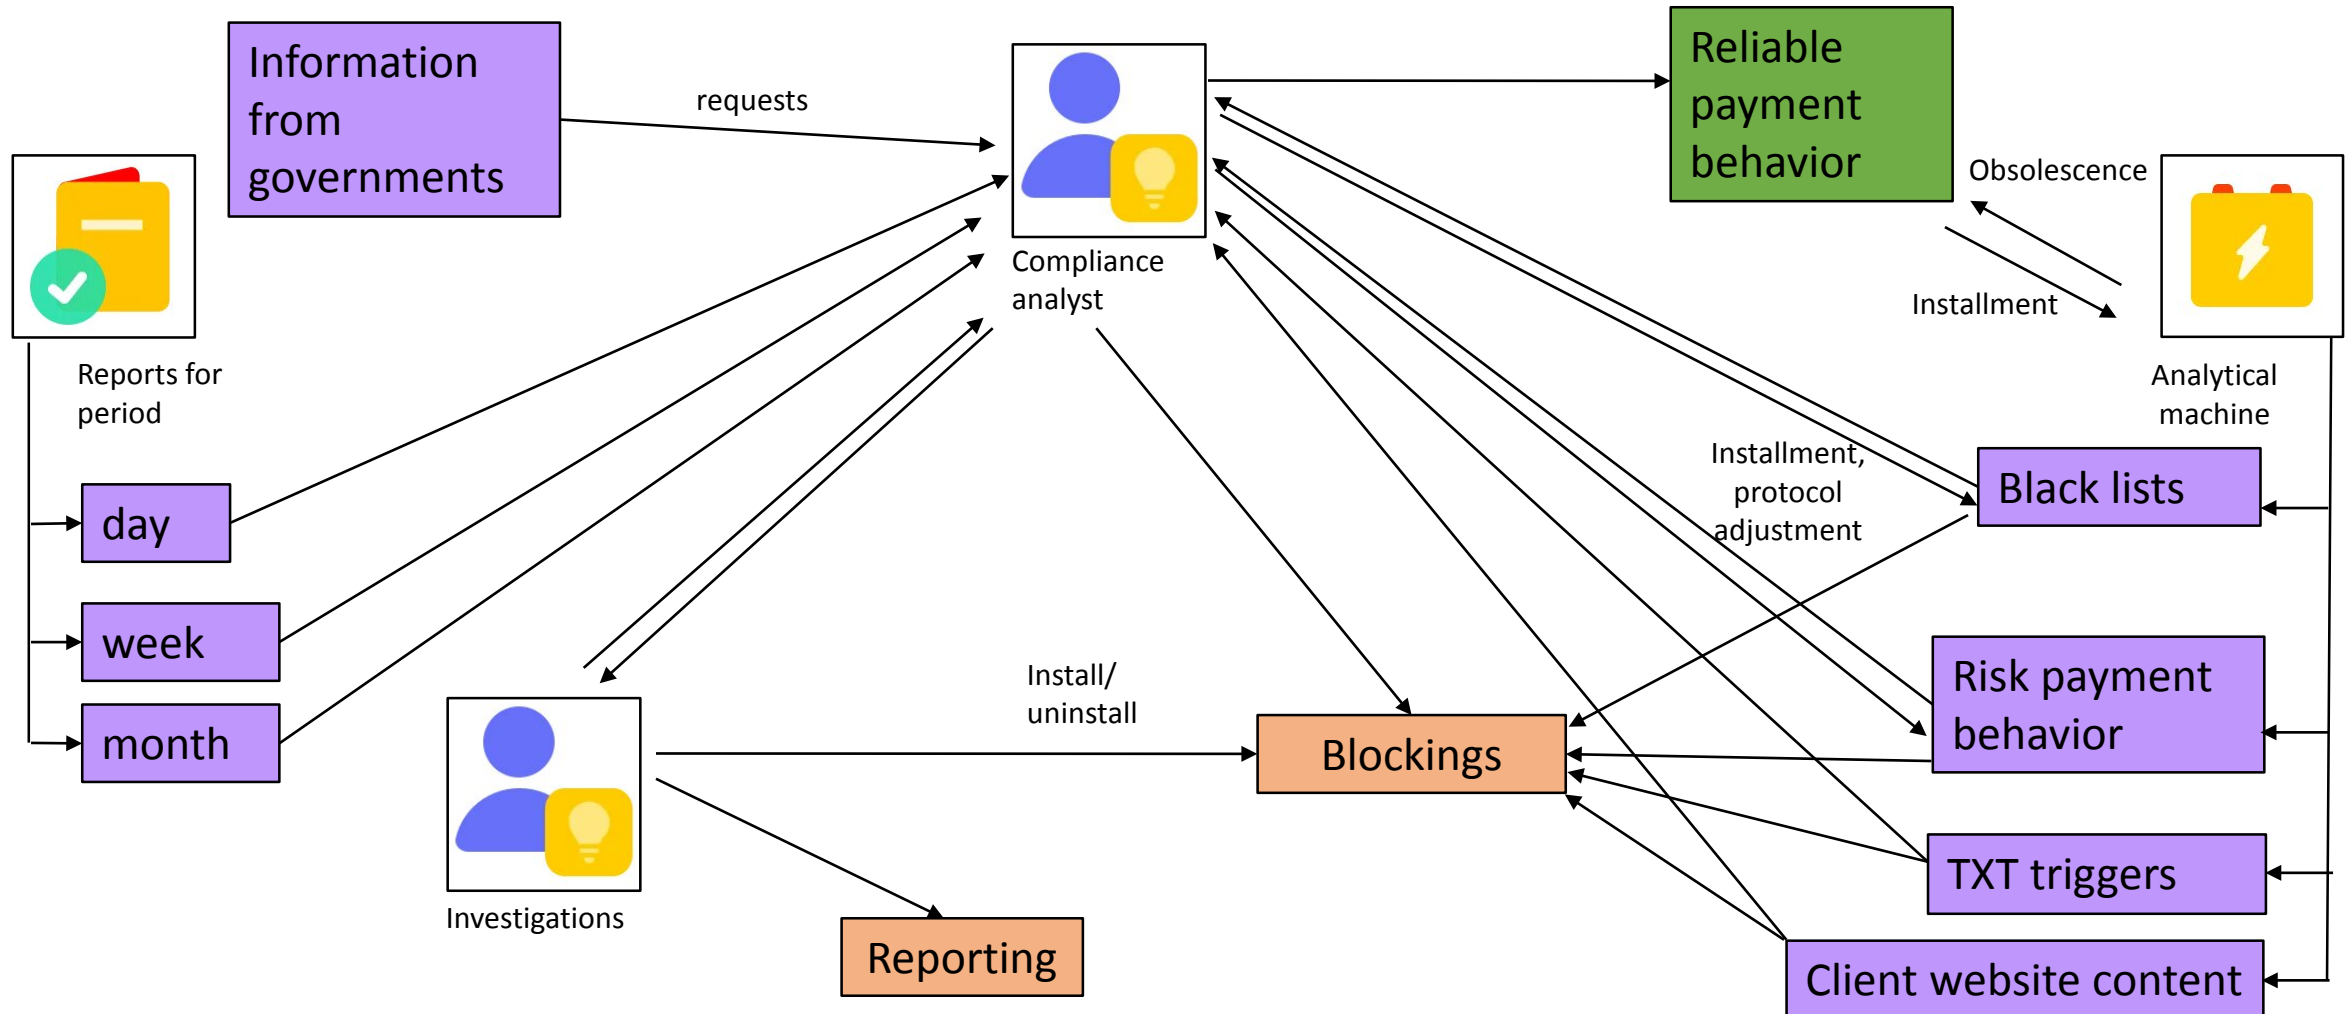 Information
from
governments
requests
Reliable
payment
behavior
Obsolescence
Installment
Compliance
analyst
Reports for
period
Analytical
machine
Installment,
protocol
adjustment
Black lists
day
week
month
Install/
uninstall
Risk payment
behavior
Blockings
TXT triggers
Investigations
Reporting
Client website content